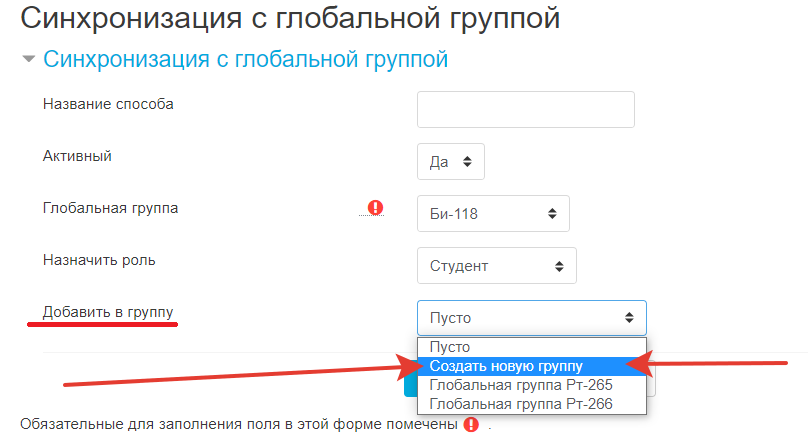 Синхронизация с глобальной группой
Синхронизация с глобальной группой
Название способа
Активный Да
Глобальная группа Би-118
Назначить роль Студент
Добавить в группу Пусто
Пусто
Создать новую группу
Глобальная группа Рт-265
Глобальная группа Рт-266
Обязательные для заполнения поля в этой форме помечены .